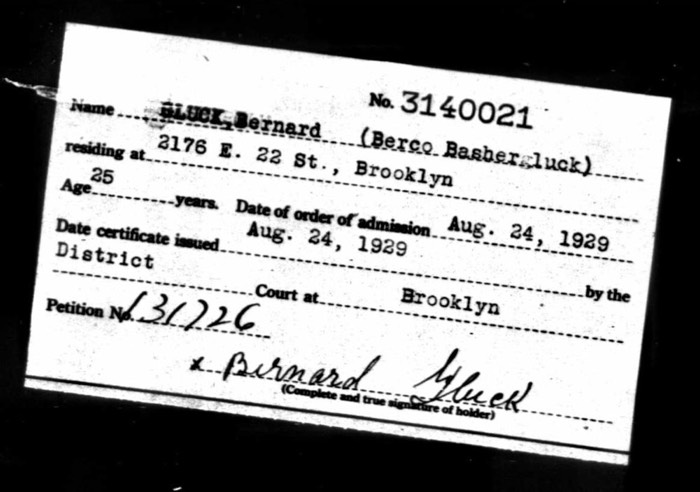 No. 3140021
Name GLUCK, Bernard (Berco Basher Gluck)
residing at 2176 E. 22 St., Brooklyn
Age 25 years. Date of order of admission Aug. 24, 1929
Date certificate issued Aug. 24, 1929 by the
District Court at Brooklyn
Petition No. 131726
x Bernard Gluck
(Complete and true signature of holder)